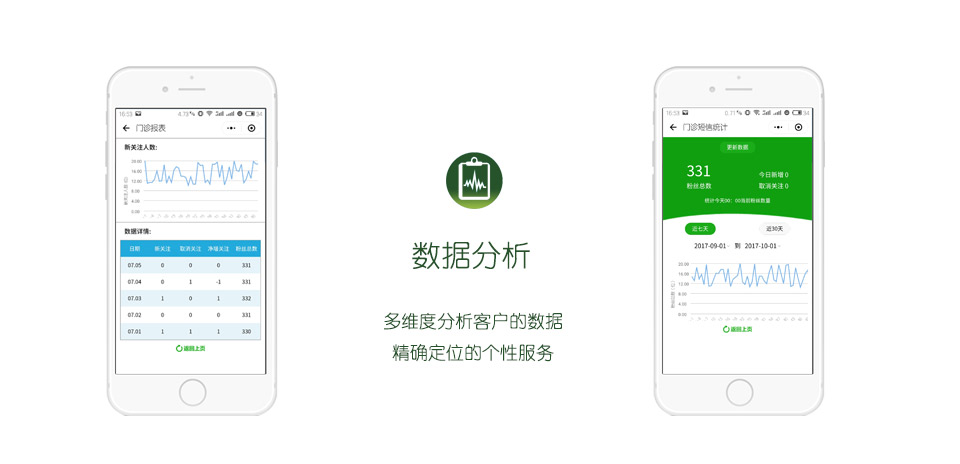 16:53 4.73 % 34
门诊报表
新关注人数:
20.00
16.00
12.00
8.00
4.00
0.00
数据详情:
日期 新关注 取消关注 净增关注 粉丝总数
07.05 0 0 0 331
07.04 0 1 -1 331
07.03 1 0 1 332
07.02 0 0 0 331
07.01 1 1 1 330
返回上页
数据分析
多维度分析客户的数据
精确定位的个性服务
16:53 0.71 % 34
门诊短信统计
更新数据
331
粉丝总数
今日新增 0
取消关注 0
统计今天00：00当前粉丝数量
近七天 近30天
2017-09-01 到 2017-10-01
20.00
16.00
12.00
8.00
4.00
0.00
返回上页